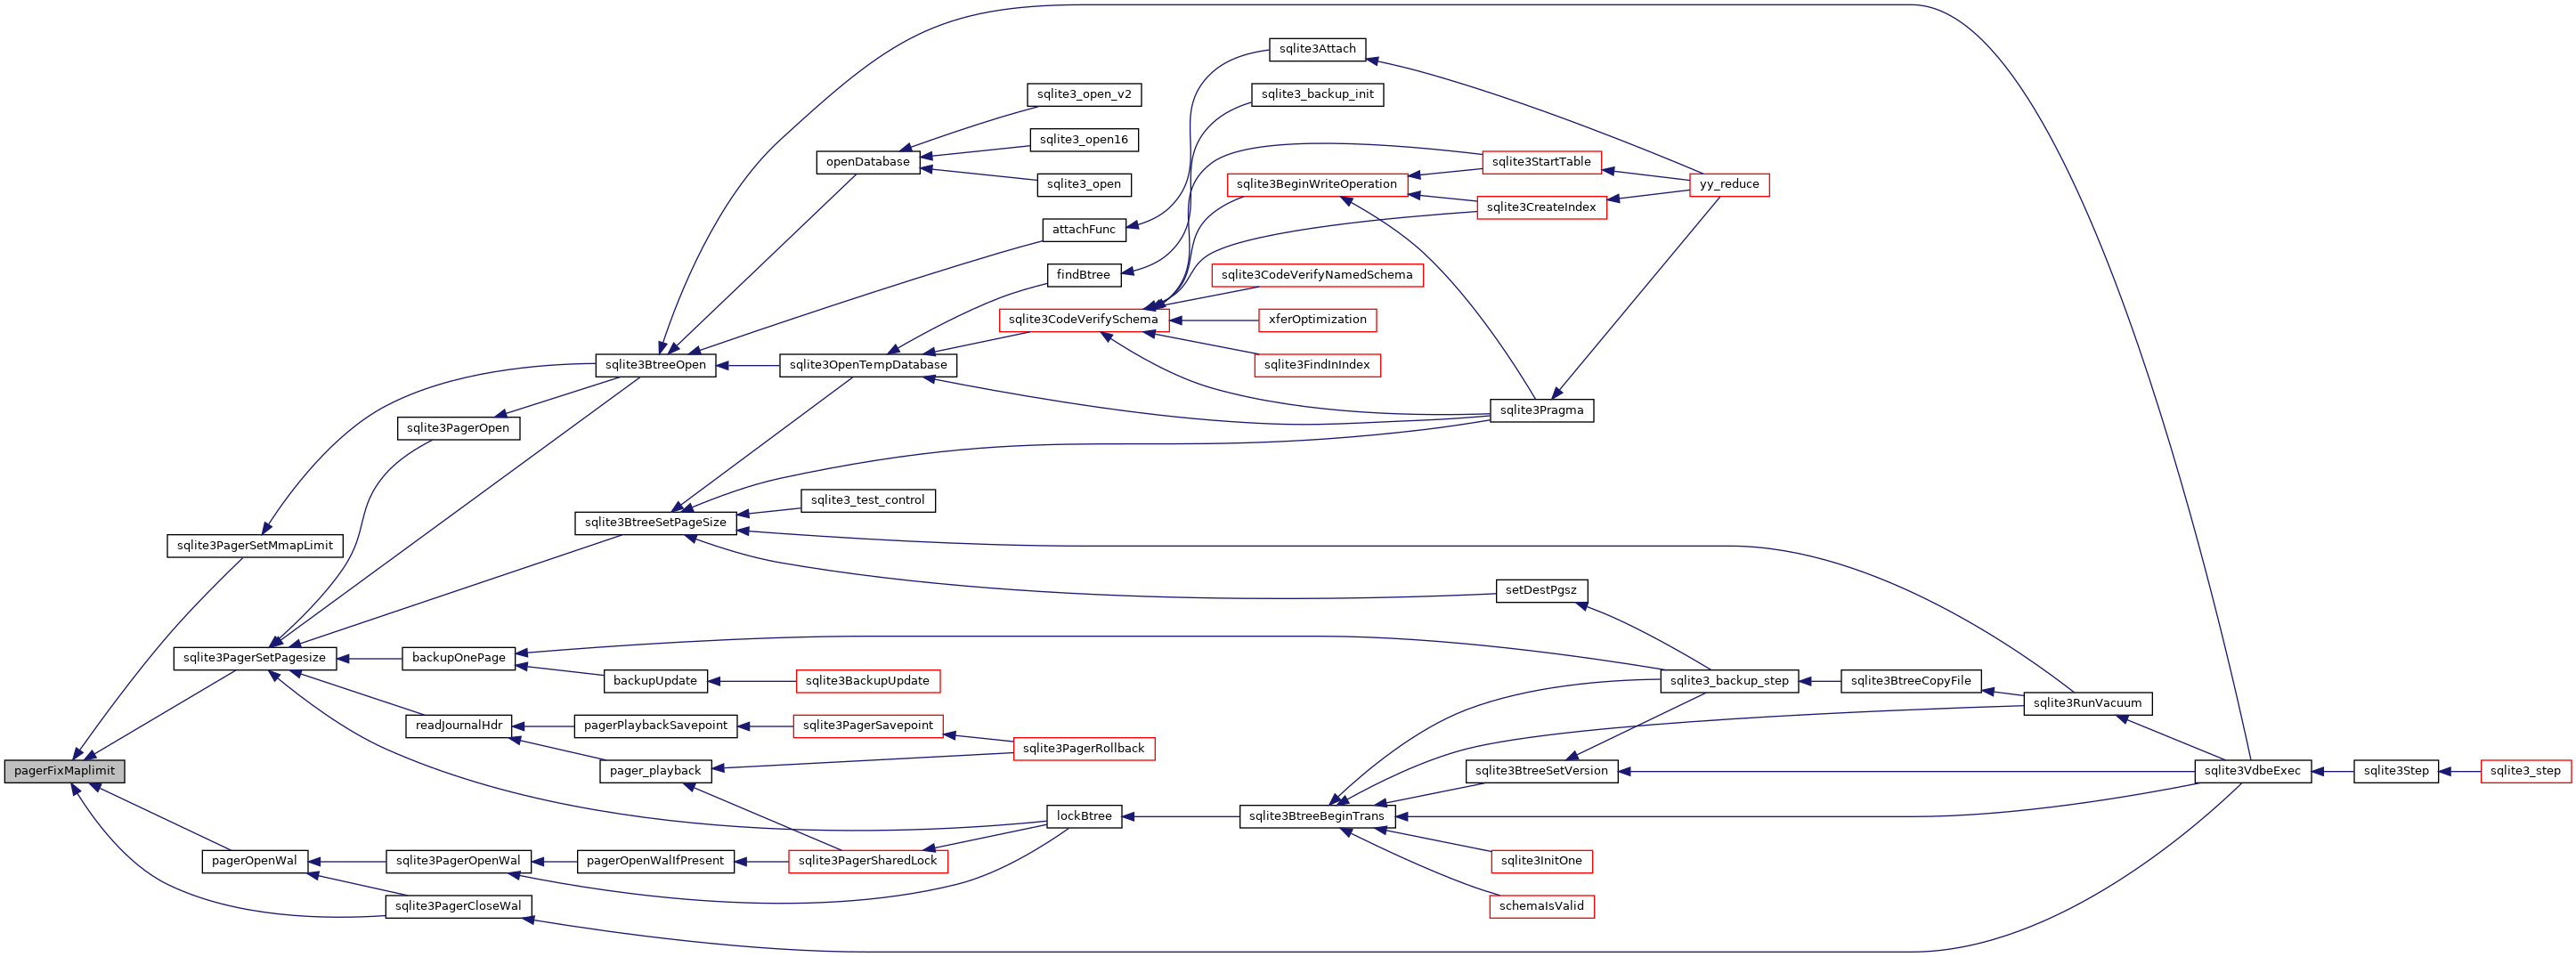 sqlite3Attach
sqlite3_open_v2
sqlite3_backup_init
sqlite3_open16
openDatabase
sqlite3StartTable
sqlite3_open
sqlite3BeginWriteOperation
yy_reduce
sqlite3CreateIndex
attachFunc
findBtree
sqlite3CodeVerifyNamedSchema
sqlite3CodeVerifySchema
xferOptimization
sqlite3BtreeOpen
sqlite3OpenTempDatabase
sqlite3FindInIndex
sqlite3Pragma
sqlite3PagerOpen
sqlite3_test_control
sqlite3BtreeSetPageSize
sqlite3PagerSetMmapLimit
setDestPgsz
sqlite3PagerSetPagesize
backupOnePage
backupUpdate
sqlite3BackupUpdate
sqlite3_backup_step
sqlite3BtreeCopyFile
sqlite3RunVacuum
readJournalHdr
pagerPlaybackSavepoint
sqlite3PagerSavepoint
sqlite3PagerRollback
pagerFixMaplimit
pager_playback
sqlite3BtreeSetVersion
sqlite3VdbeExec
sqlite3Step
sqlite3_step
lockBtree
sqlite3BtreeBeginTrans
pagerOpenWal
sqlite3PagerOpenWal
pagerOpenWalIfPresent
sqlite3PagerSharedLock
sqlite3InitOne
sqlite3PagerCloseWal
schemaIsValid